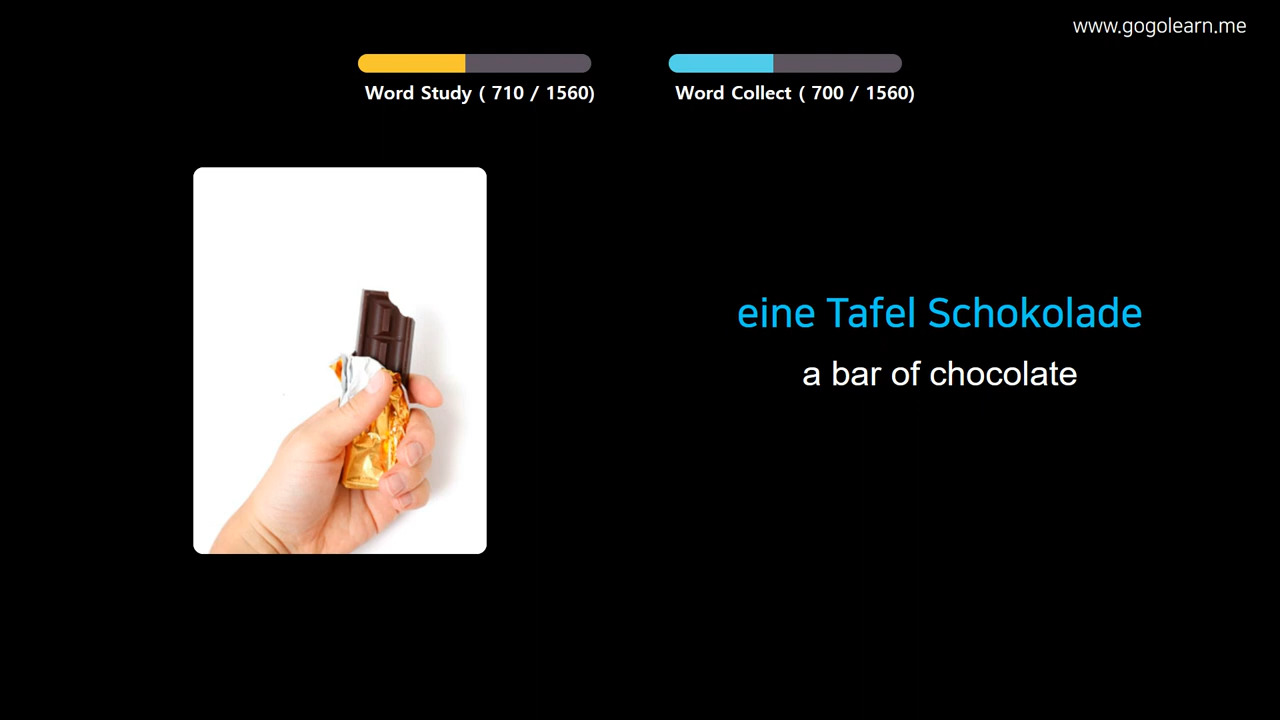 www.gogolearn.me
Word Study ( 710 / 1560)
Word Collect ( 700 / 1560)
eine Tafel Schokolade
a bar of chocolate